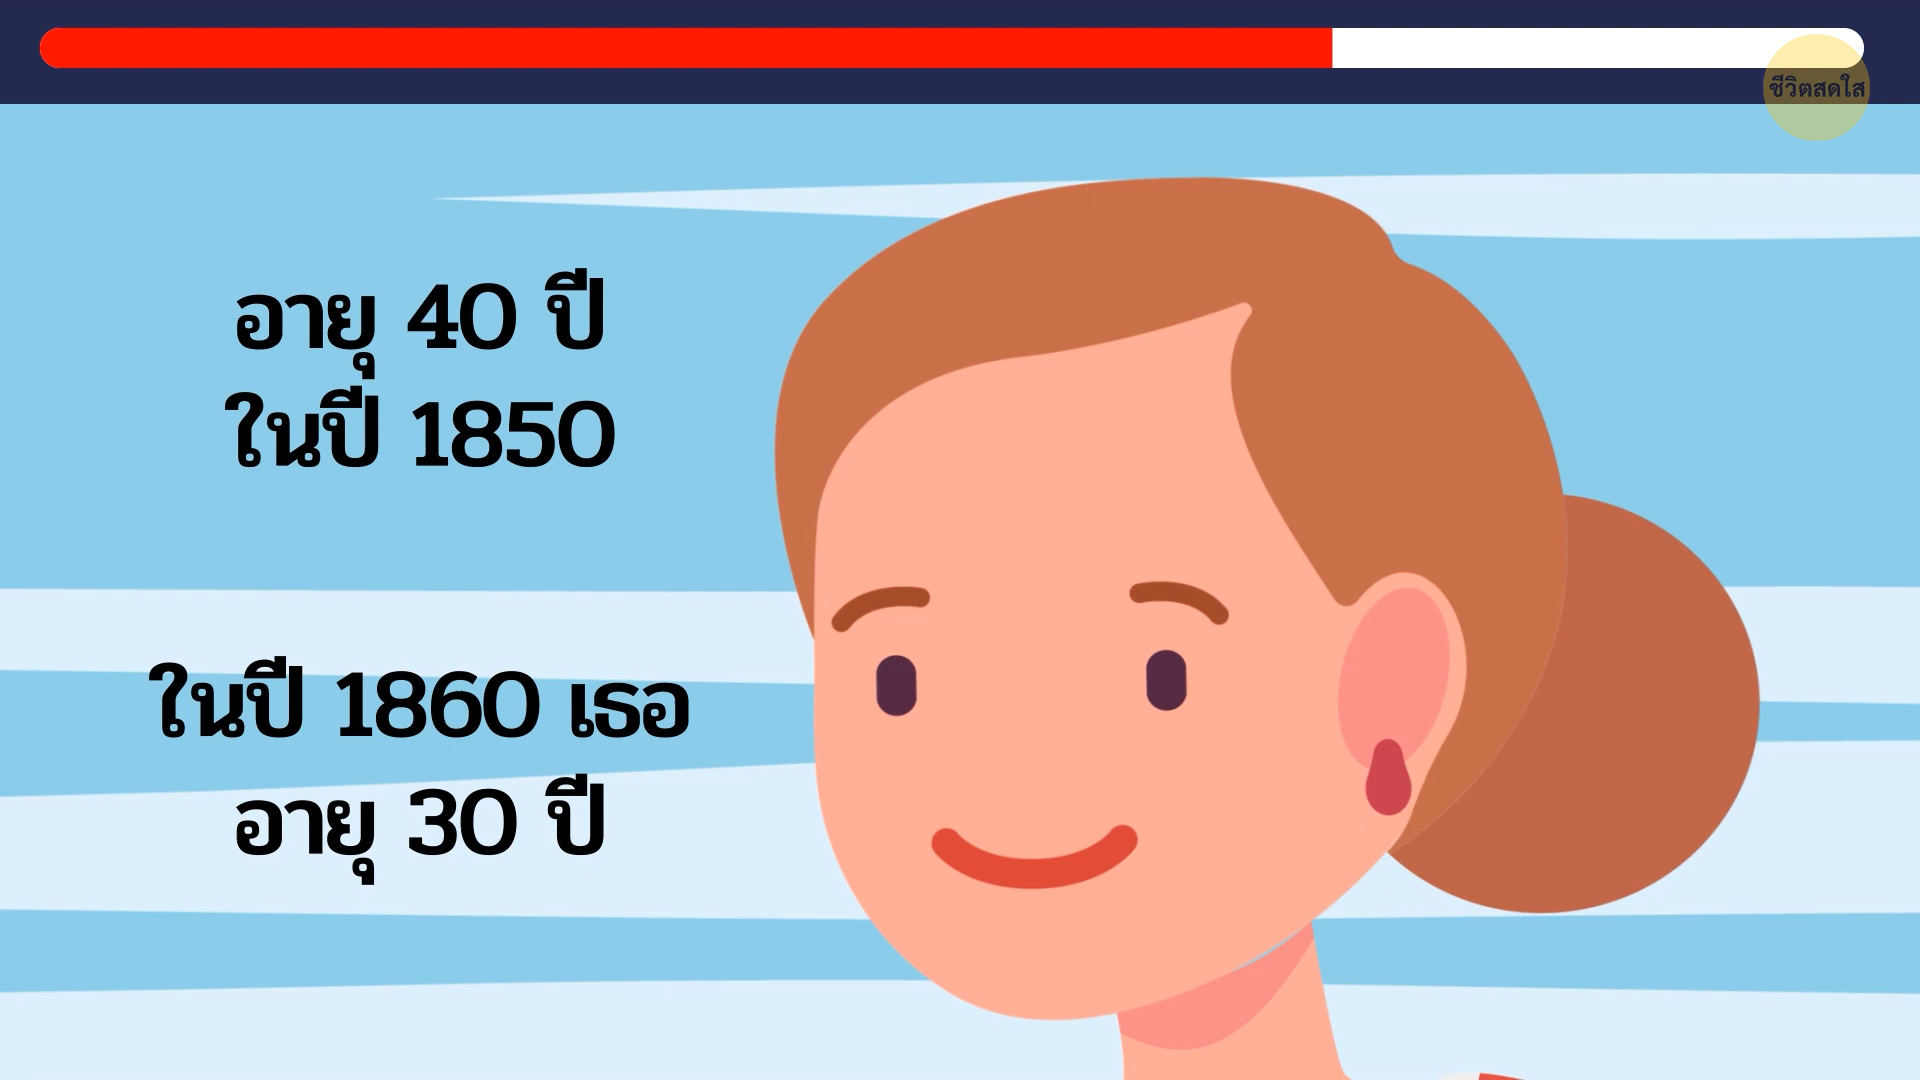 ชีวิตสดใส
อายุ 40 ปี
ในปี 1850
ในปี 1860 เธอ
อายุ 30 ปี